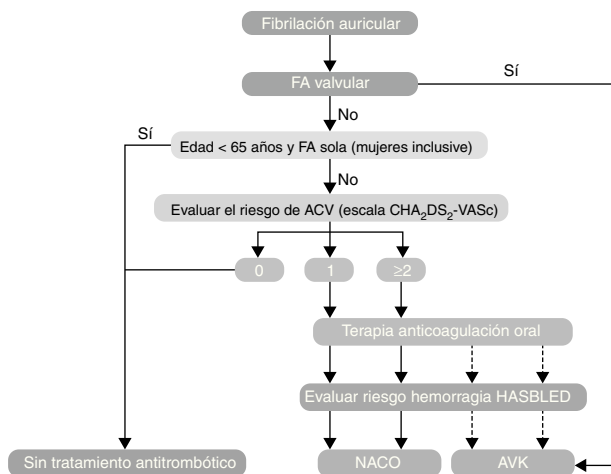 Fibrilación auricular
FA valvular
Sí
No
Sí
Edad < 65 años y FA sola (mujeres inclusive)
No
Evaluar el riesgo de ACV (escala CHA₂DS₂-VASc)
0
1
≥2
Terapia anticoagulación oral
Evaluar riesgo hemorragia HASBLED
Sin tratamiento antitrombótico
NACO
AVK